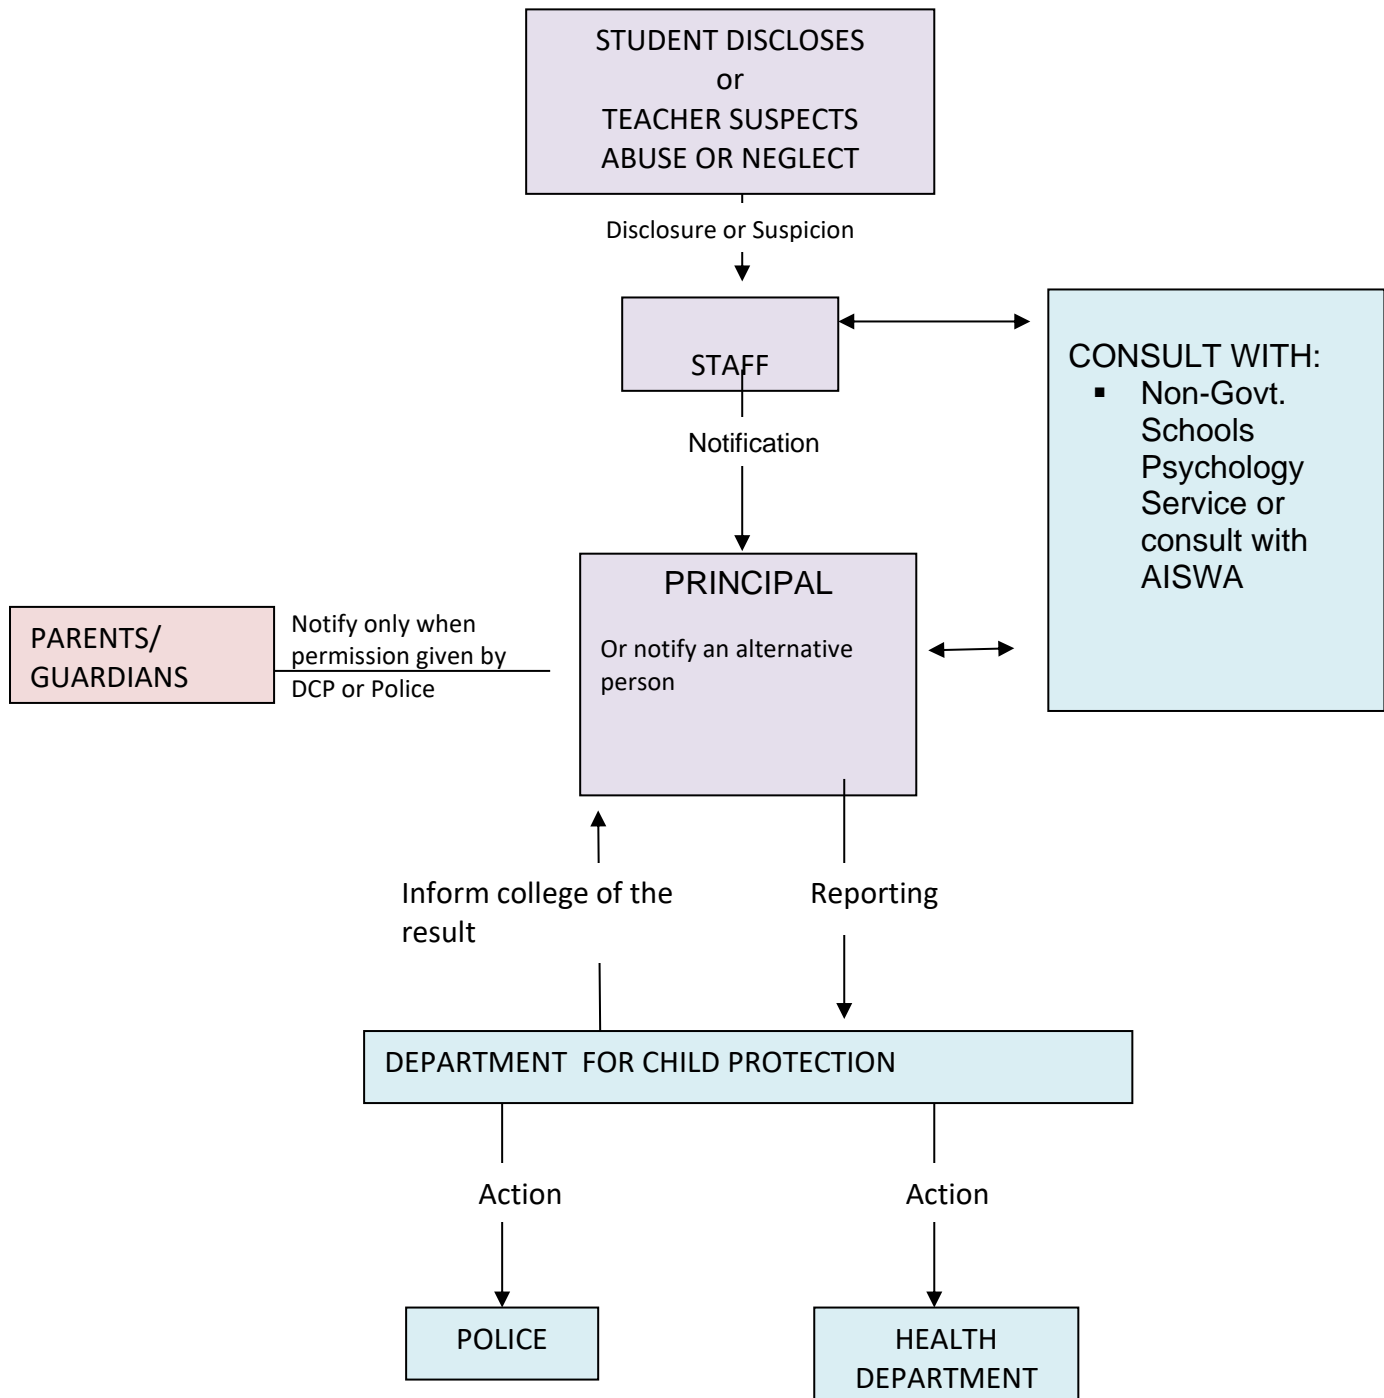 STUDENT DISCLOSES
or
TEACHER SUSPECTS
ABUSE OR NEGLECT
Disclosure or Suspicion
STAFF
CONSULT WITH:
▪ Non-Govt.
Schools
Psychology
Service or
consult with
AISWA
Notification
PRINCIPAL
Or notify an alternative
person
PARENTS/
GUARDIANS
Notify only when
permission given by
DCP or Police
Inform college of the
result
Reporting
DEPARTMENT  FOR CHILD PROTECTION
Action
Action
POLICE
HEALTH
DEPARTMENT